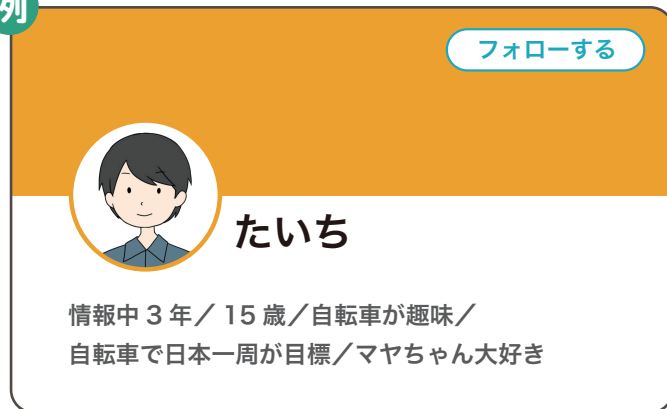 例
フォローする
たいち
情報中 3 年／ 15 歳／自転車が趣味／
自転車で日本一周が目標／マヤちゃん大好き